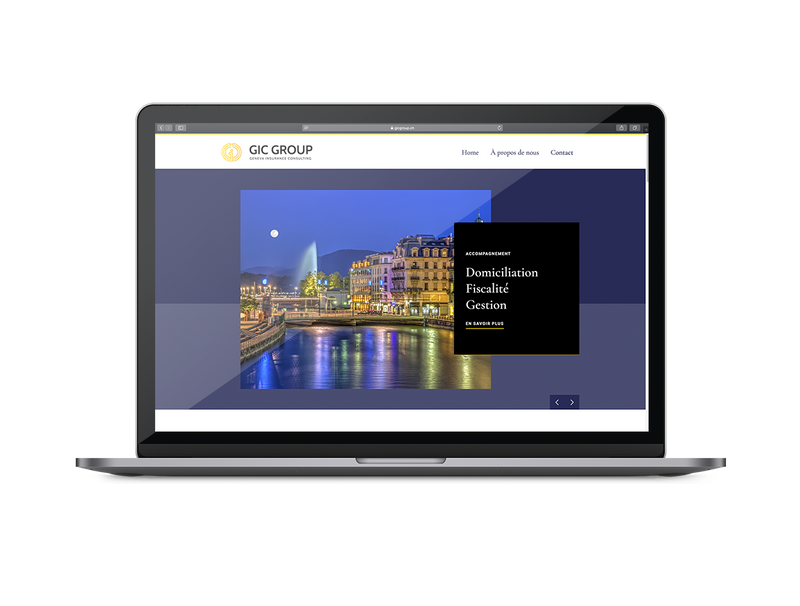 gicgroup.ch
GIC GROUP
GENEVA INSURANCE CONSULTING
Home À propos de nous Contact
ACCOMPAGNEMENT
Domiciliation
Fiscalité
Gestion
EN SAVOIR PLUS